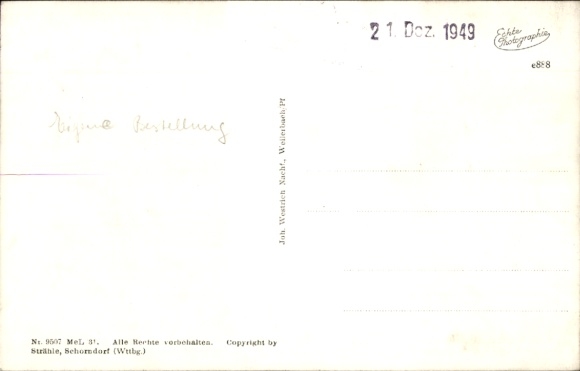 21. Dez. 1949
Echte
Photographie
e888
Eigene Bestellung
Joh. Westrich Nachf., Weilerbach/Pf
Nr. 9507 MeL 37. Alle Rechte vorbehalten. Copyright by
Strähle, Schorndorf (Wttbg.)